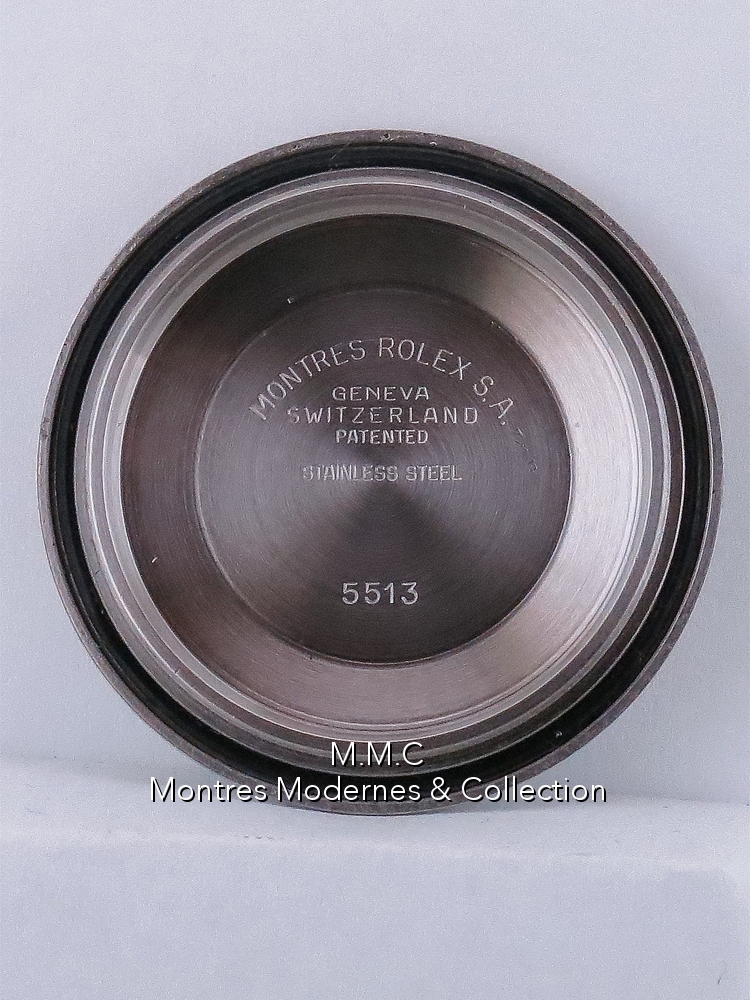 MONTRES ROLEX S.A.
GENEVA
SWITZERLAND
PATENTED
STAINLESS STEEL
5513
M.M.C
Montres Modernes & Collection